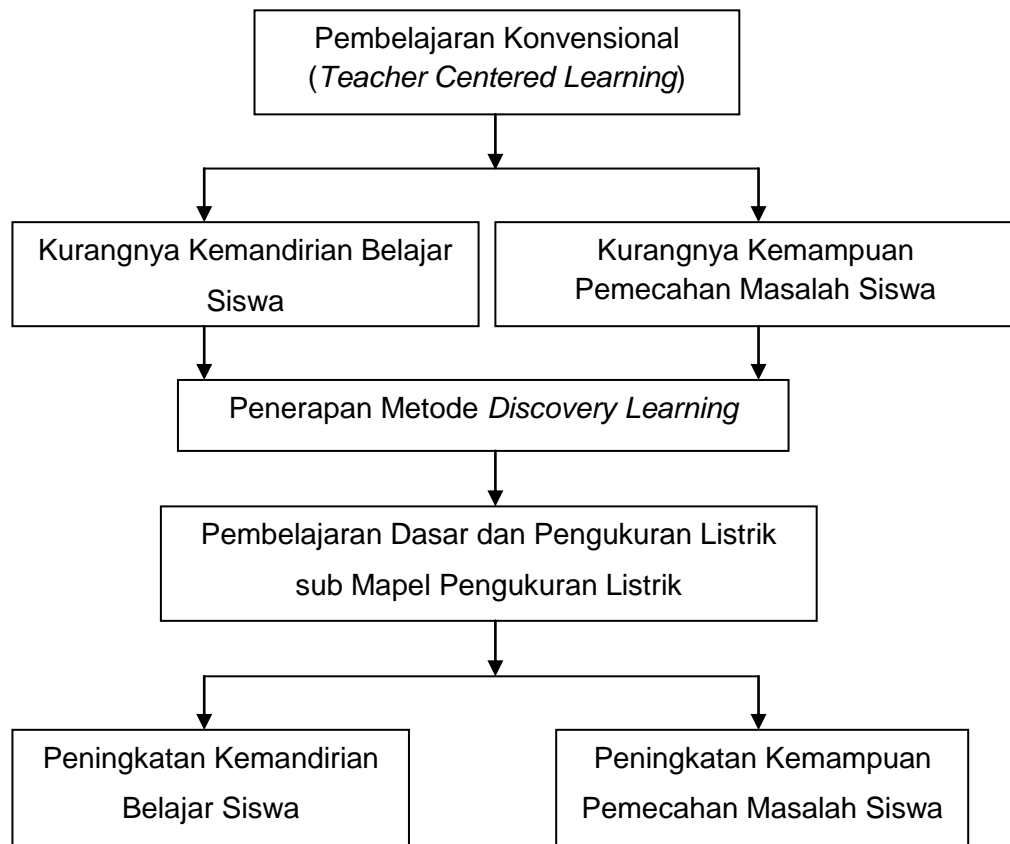 Pembelajaran Konvensional
(Teacher Centered Learning)
Kurangnya Kemandirian Belajar
Siswa
Kurangnya Kemampuan
Pemecahan Masalah Siswa
Penerapan Metode Discovery Learning
Pembelajaran Dasar dan Pengukuran Listrik
sub Mapel Pengukuran Listrik
Peningkatan Kemandirian
Belajar Siswa
Peningkatan Kemampuan
Pemecahan Masalah Siswa